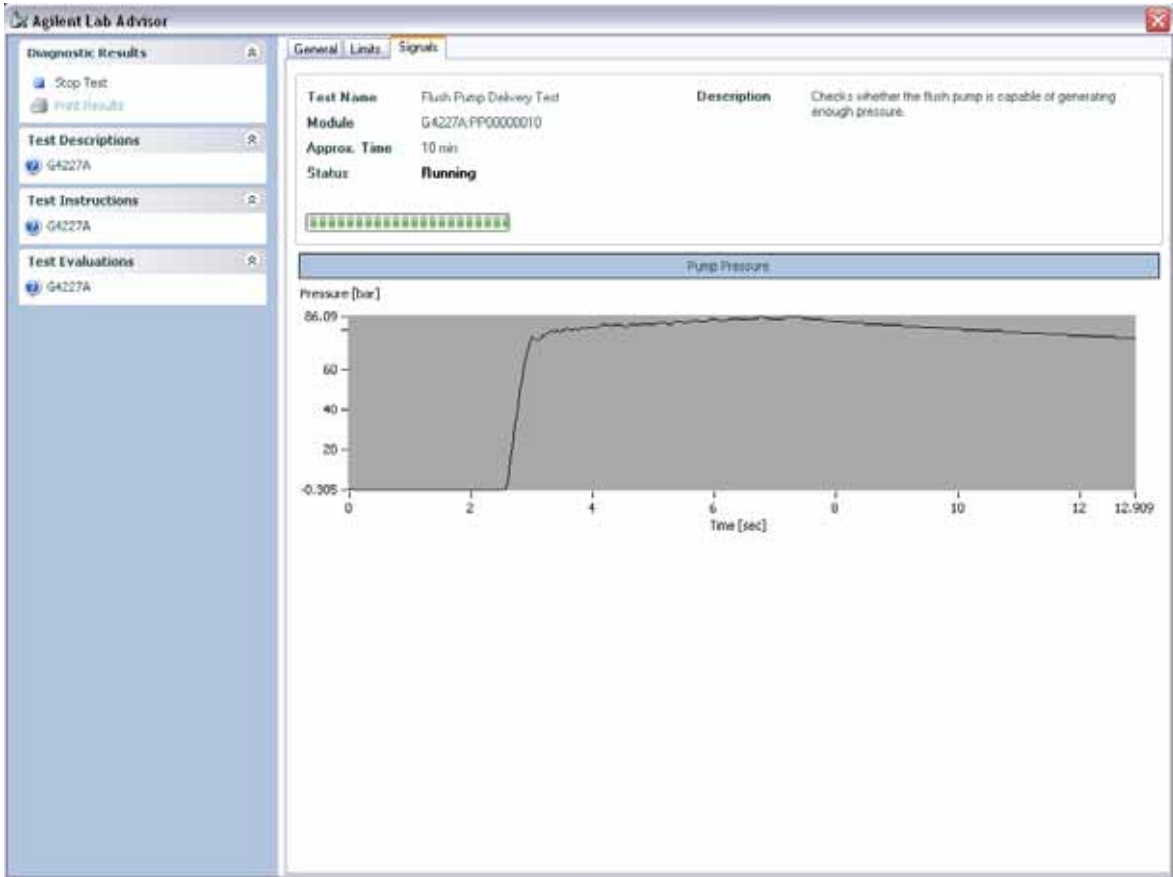 Agilent Lab Advisor
Diagnostic Results
Stop Test
Print Results
Test Descriptions
G4227A
Test Instructions
G4227A
Test Evaluations
G4227A
General Limits Signals
Test Name Flush Pump Delivery Test
Module G4227A:PP00000010
Approx. Time 10 min
Status Running
Description Checks whether the flush pump is capable of generating
enough pressure.
Pump Pressure
Pressure [bar]
86.09
60
40
20
-0.305
0 2 4 6 8 10 12 12.909
Time [sec]